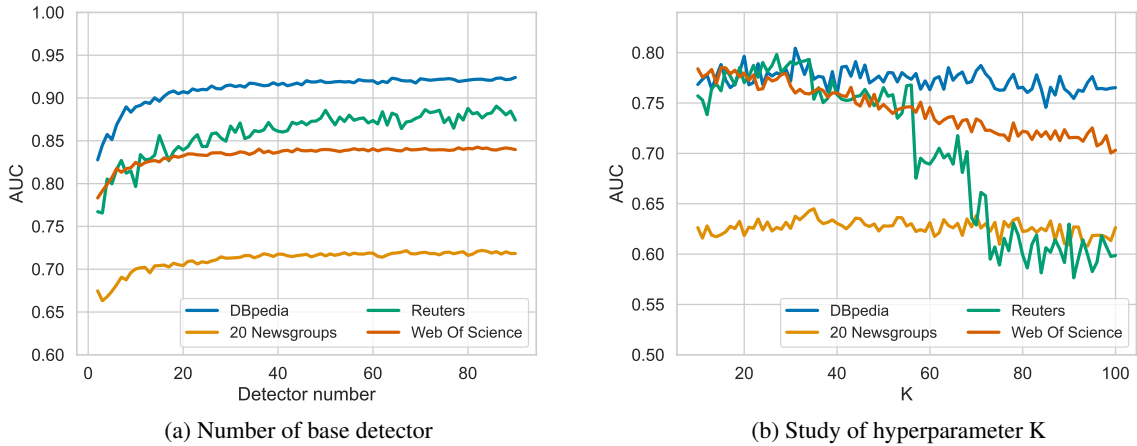 1.00
0.95
0.90
0.85
0.80
0.75
0.70
0.65
0.60
AUC
0 20 40 60 80
Detector number
DBpedia Reuters
20 Newsgroups Web Of Science
(a) Number of base detector
0.80
0.75
0.70
0.65
0.60
0.55
0.50
AUC
20 40 60 80 100
K
DBpedia Reuters
20 Newsgroups Web Of Science
(b) Study of hyperparameter K